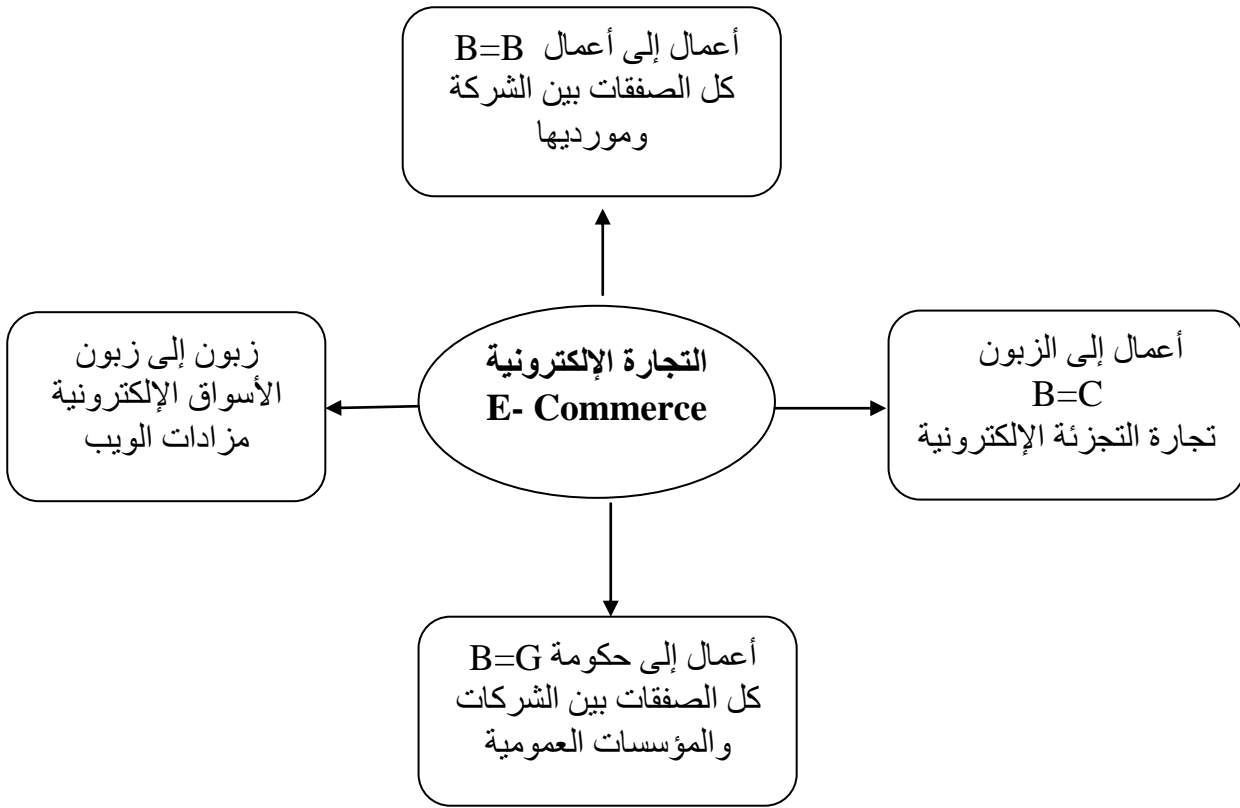 أعمال إلى أعمال B=B
كل الصفقات بين الشركة
ومورديها
أعمال إلى الزبون
B=C
تجارة التجزئة الإلكترونية
التجارة الإلكترونية
E- Commerce
زبون إلى زبون
الأسواق الإلكترونية
مزادات الويب
أعمال إلى حكومة B=G
كل الصفقات بين الشركات
والمؤسسات العمومية